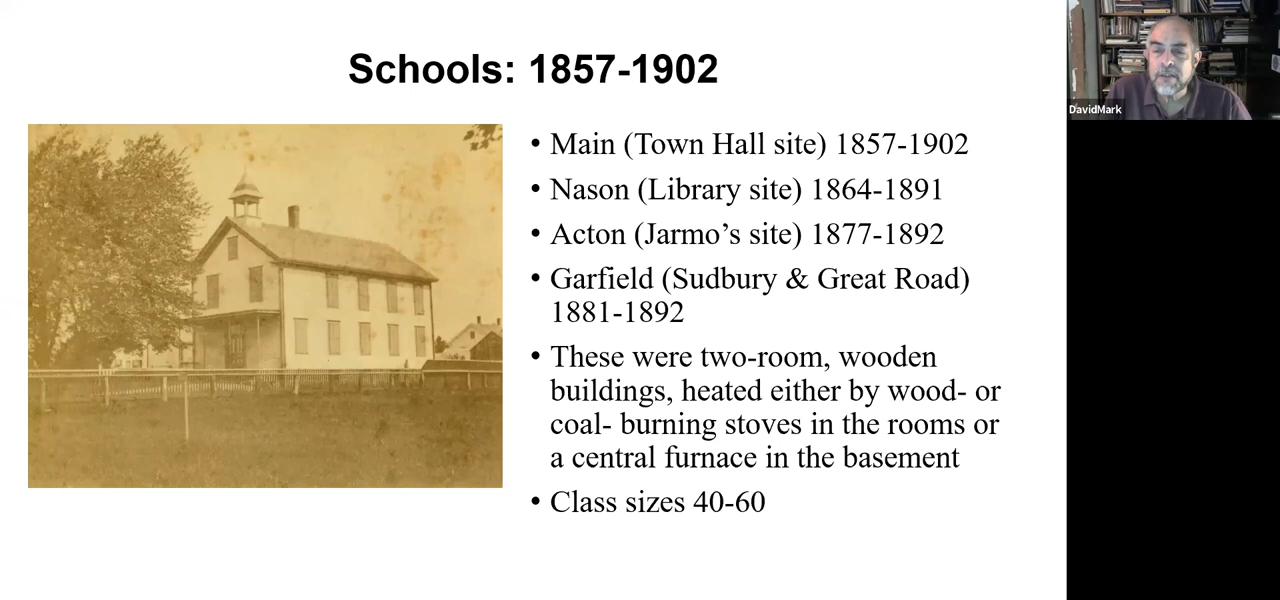 Schools: 1857-1902
• Main (Town Hall site) 1857-1902
• Nason (Library site) 1864-1891
• Acton (Jarmo’s site) 1877-1892
• Garfield (Sudbury & Great Road)
1881-1892
• These were two-room, wooden
buildings, heated either by wood- or
coal- burning stoves in the rooms or
a central furnace in the basement
• Class sizes 40-60
DavidMark